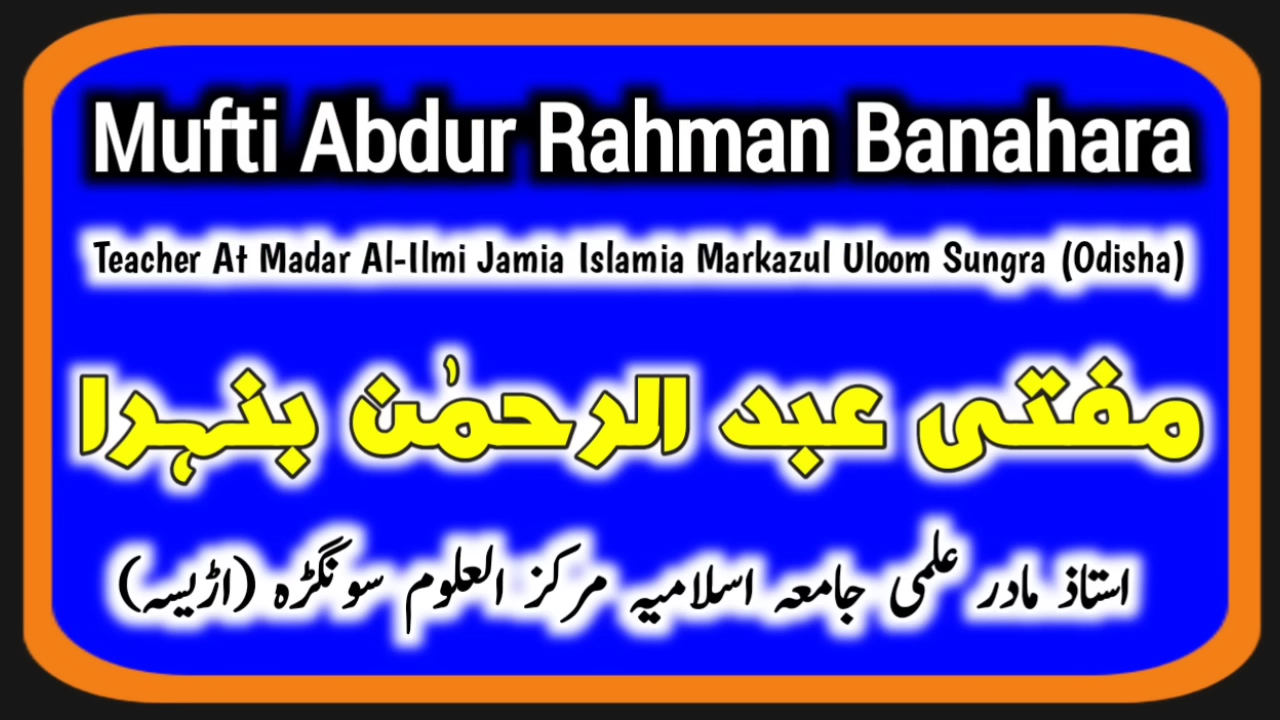 Mufti Abdur Rahman Banahara
Teacher At Madar Al-Ilmi Jamia Islamia Markazul Uloom Sungra (Odisha)
مفتی عبد الرحمٰن بنہرا
استاذ مادر علمی جامعہ اسلامیہ مرکز العلوم سونگڑہ (اڑیسہ)